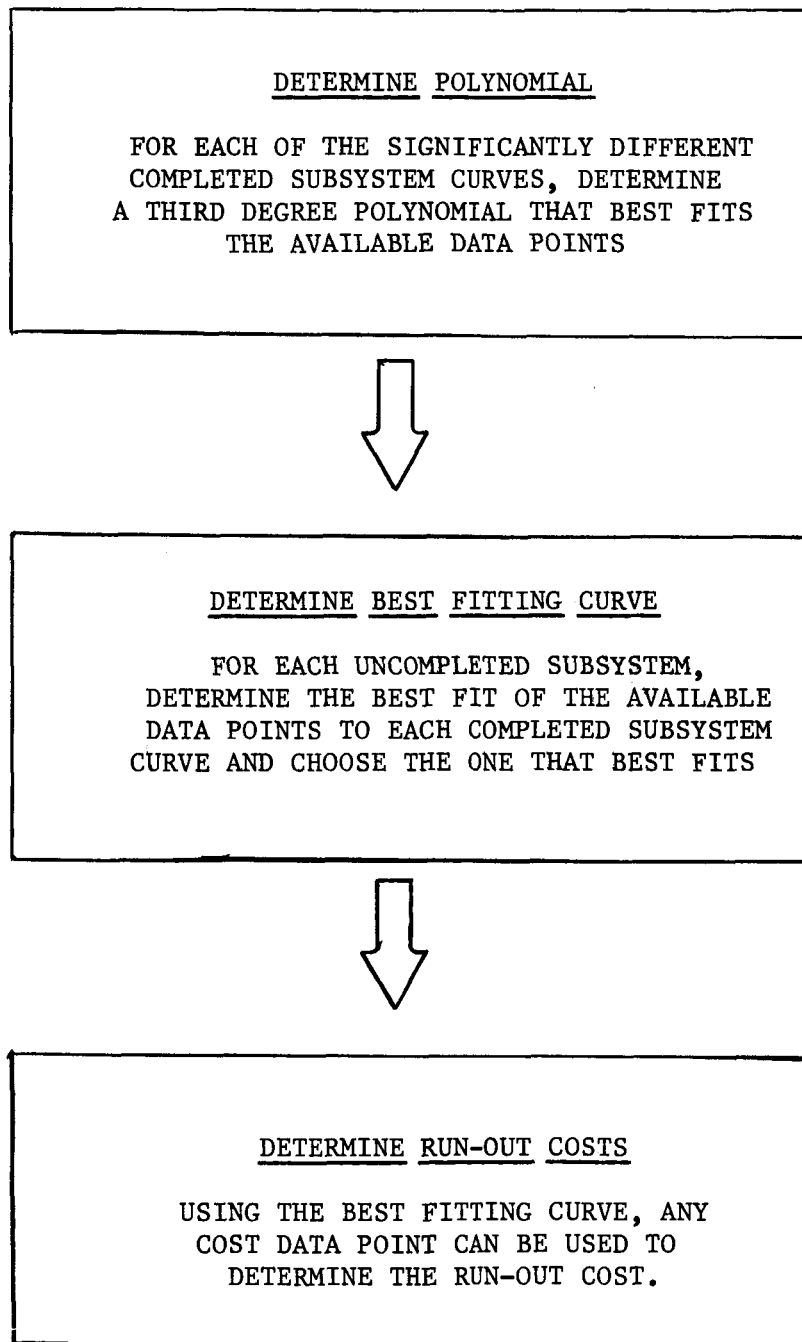 DETERMINE POLYNOMIAL
FOR EACH OF THE SIGNIFICANTLY DIFFERENT
COMPLETED SUBSYSTEM CURVES, DETERMINE
A THIRD DEGREE POLYNOMIAL THAT BEST FITS
THE AVAILABLE DATA POINTS
DETERMINE BEST FITTING CURVE
FOR EACH UNCOMPLETED SUBSYSTEM,
DETERMINE THE BEST FIT OF THE AVAILABLE
DATA POINTS TO EACH COMPLETED SUBSYSTEM
CURVE AND CHOOSE THE ONE THAT BEST FITS
DETERMINE RUN-OUT COSTS
USING THE BEST FITTING CURVE, ANY
COST DATA POINT CAN BE USED TO
DETERMINE THE RUN-OUT COST.